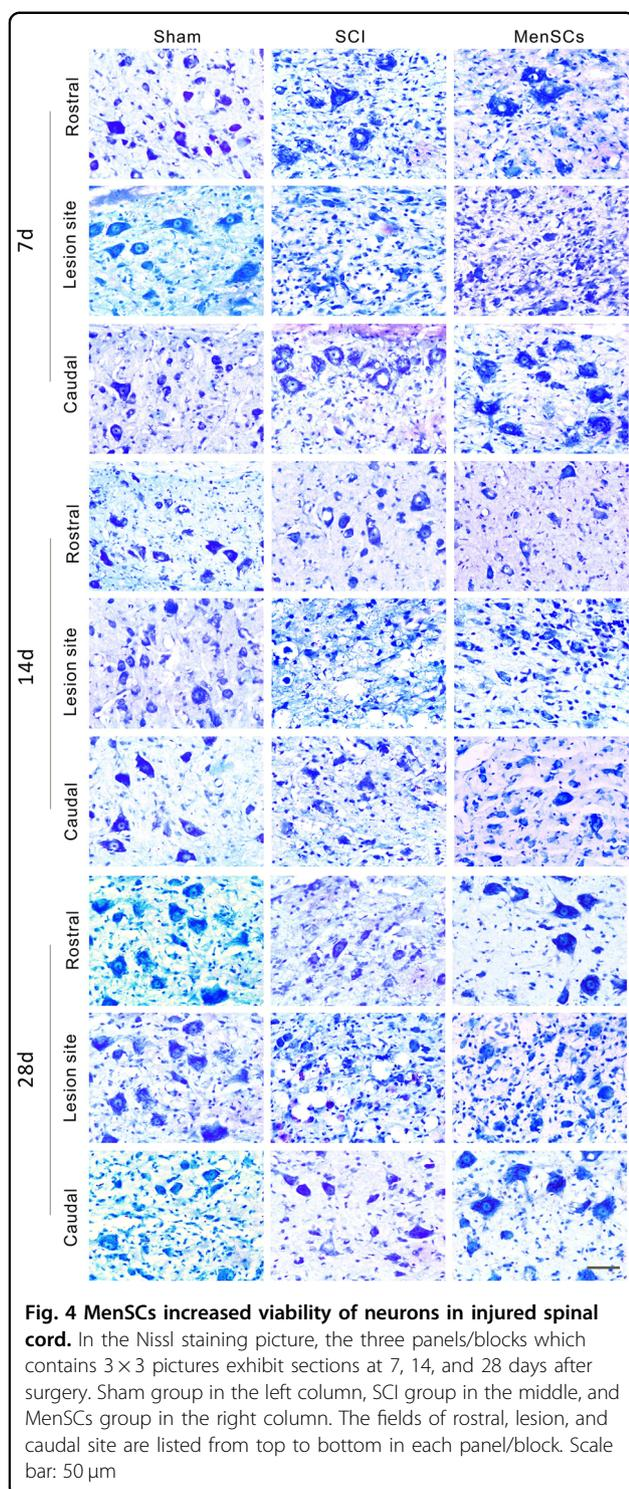 Sham SCI MenSCs
7d
Rostral
Lesion site
Caudal
14d
Rostral
Lesion site
Caudal
28d
Rostral
Lesion site
Caudal
Fig. 4 MenSCs increased viability of neurons in injured spinal
cord. In the Nissl staining picture, the three panels/blocks which
contains 3 × 3 pictures exhibit sections at 7, 14, and 28 days after
surgery. Sham group in the left column, SCI group in the middle, and
MenSCs group in the right column. The fields of rostral, lesion, and
caudal site are listed from top to bottom in each panel/block. Scale
bar: 50 μm